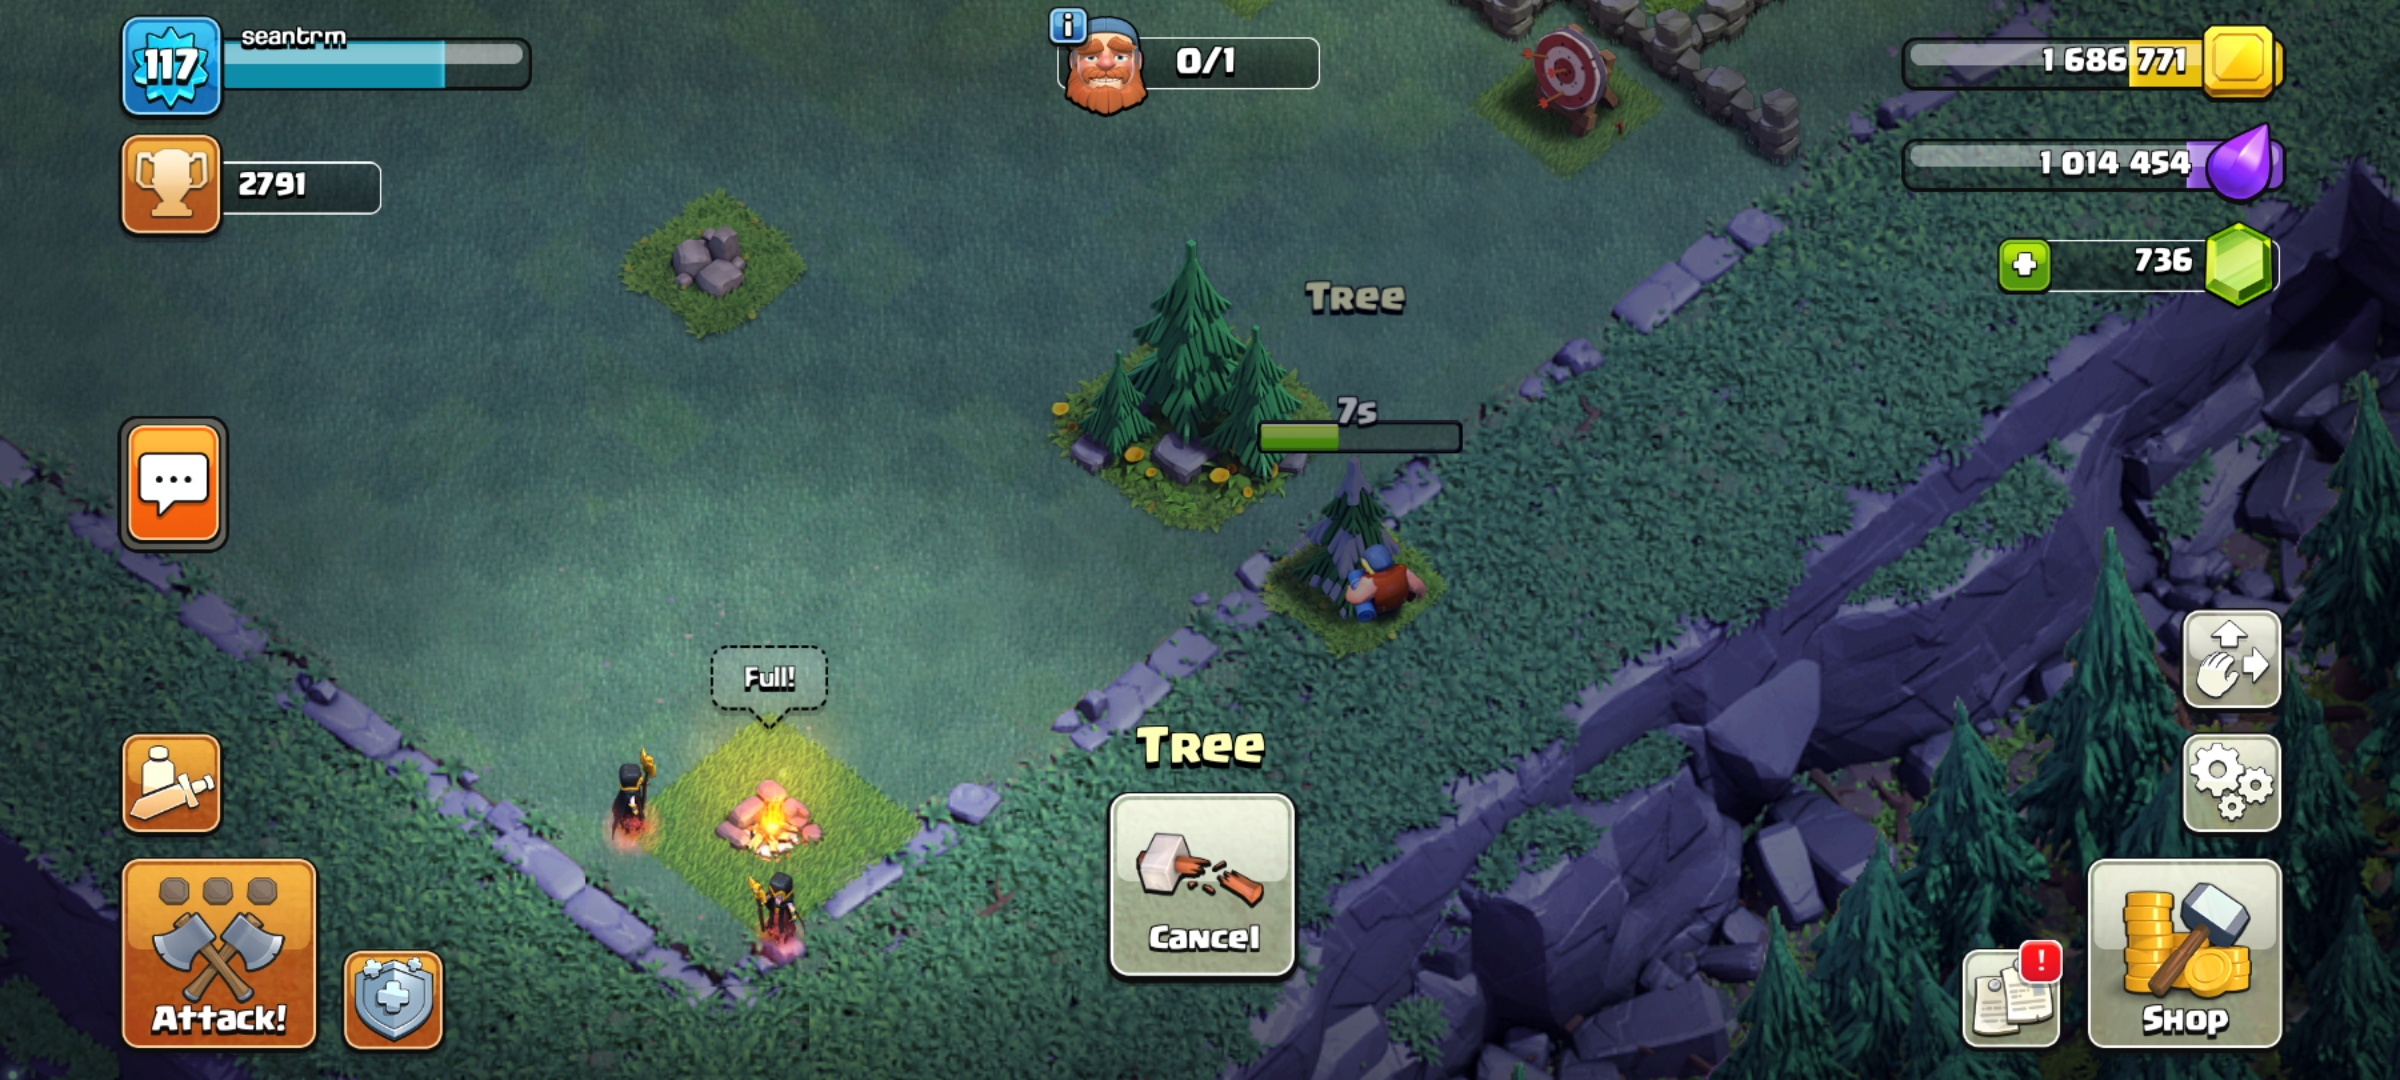 117
seantrm
i
0/1
1 686 771
2791
1 014 454
736
Tree
7s
Full!
Tree
Cancel
Attack!
!
Shop